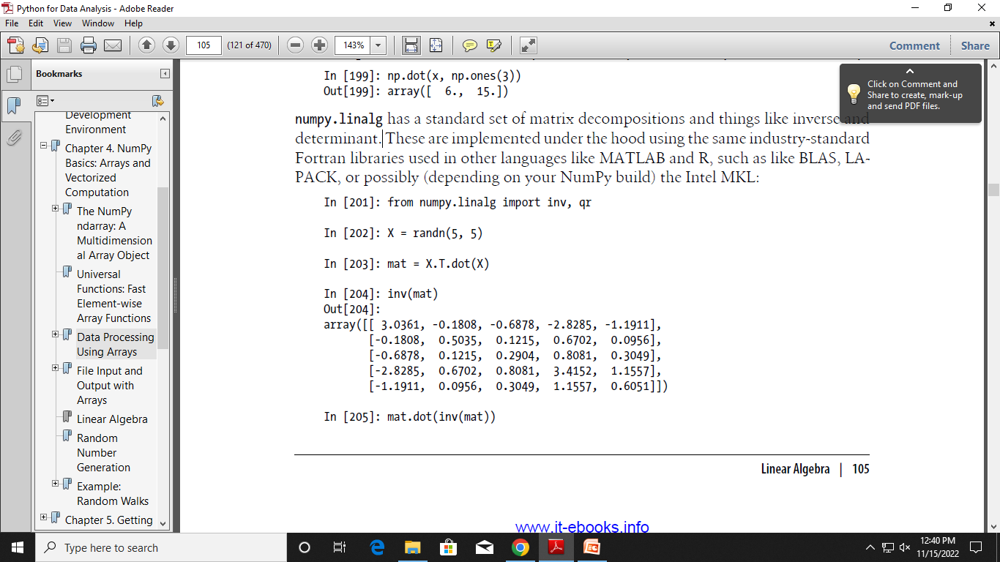 Python for Data Analysis - Adobe Reader
File Edit View Window Help
105 (121 of 470) 143% Comment Share
Bookmarks
Development
Environment
Chapter 4. NumPy
Basics: Arrays and
Vectorized
Computation
The NumPy
ndarray: A
Multidimension
al Array Object
Universal
Functions: Fast
Element-wise
Array Functions
Data Processing
Using Arrays
File Input and
Output with
Arrays
Linear Algebra
Random
Number
Generation
Example:
Random Walks
Chapter 5. Getting
In [199]: np.dot(x, np.ones(3))
Out[199]: array([  6.,  15.])
numpy.linalg has a standard set of matrix decompositions and things like inverse and
determinant. These are implemented under the hood using the same industry-standard
Fortran libraries used in other languages like MATLAB and R, such as like BLAS, LA-
PACK, or possibly (depending on your NumPy build) the Intel MKL:
In [201]: from numpy.linalg import inv, qr
In [202]: X = randn(5, 5)
In [203]: mat = X.T.dot(X)
In [204]: inv(mat)
Out[204]:
array([[ 3.0361, -0.1808, -0.6878, -2.8285, -1.1911],
[-0.1808,  0.5035,  0.1215,  0.6702,  0.0956],
[-0.6878,  0.1215,  0.2904,  0.8081,  0.3049],
[-2.8285,  0.6702,  0.8081,  3.4152,  1.1557],
[-1.1911,  0.0956,  0.3049,  1.1557,  0.6051]])
In [205]: mat.dot(inv(mat))
Linear Algebra | 105
www.it-ebooks.info
Click on Comment and
Share to create, mark-up
and send PDF files.
Type here to search
12:40 PM
11/15/2022